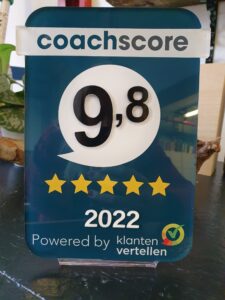 coachscore
9,8
2022
Powered by klanten
vertellen